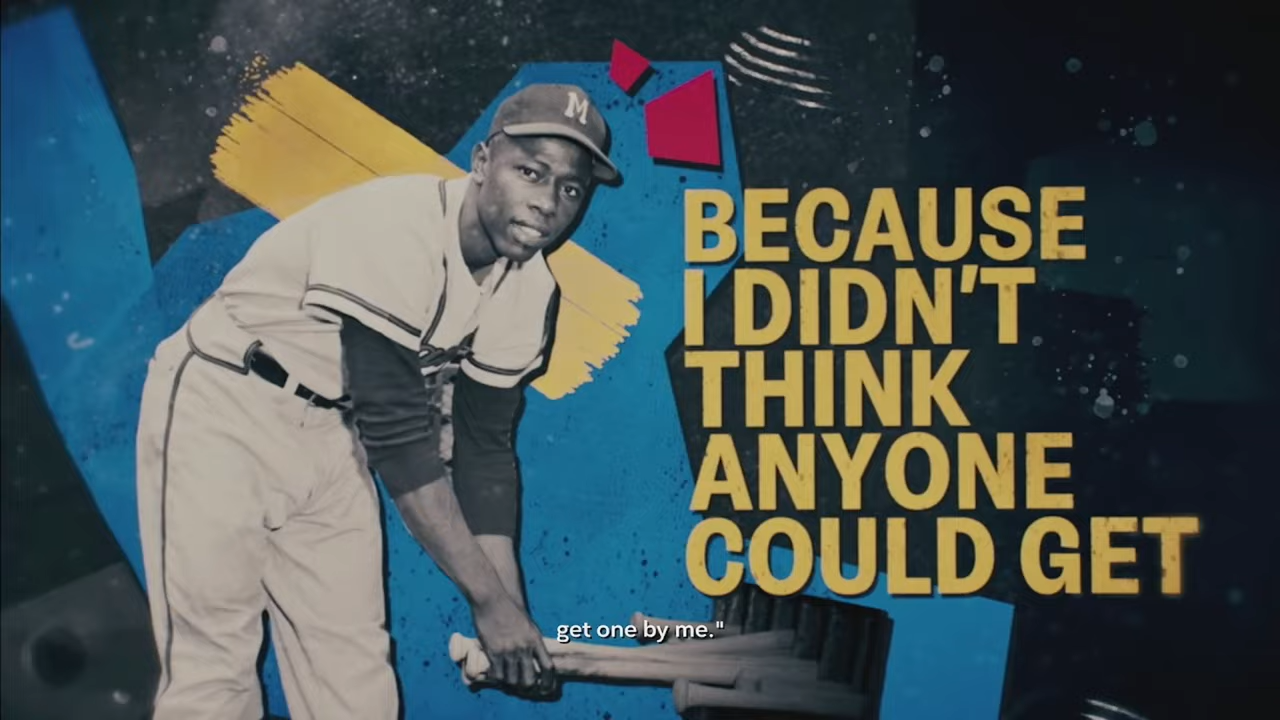 M
BECAUSE
I DIDN'T
THINK
ANYONE
COULD GET
get one by me."